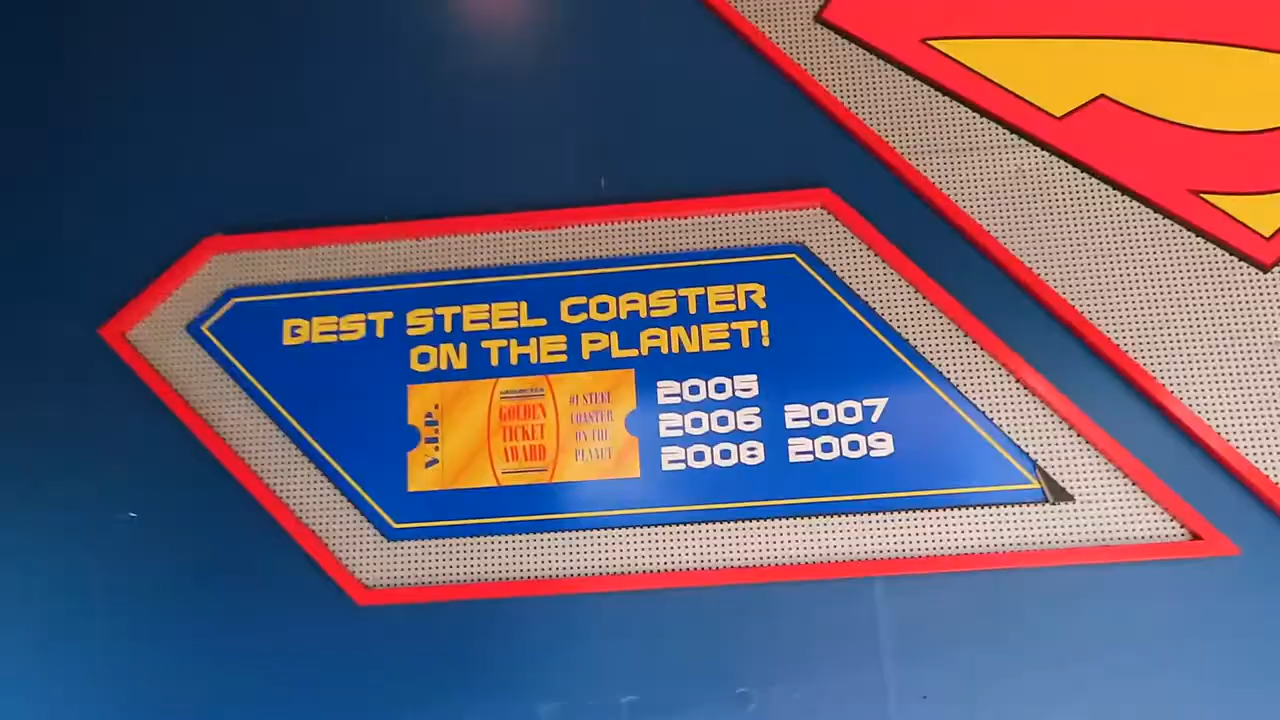 BEST STEEL COASTER
ON THE PLANET!
V.I.P.
GOLDEN
TICKET
AWARD
#1 STEEL
COASTER
ON THE
PLANET
2005
2006 2007
2008 2009